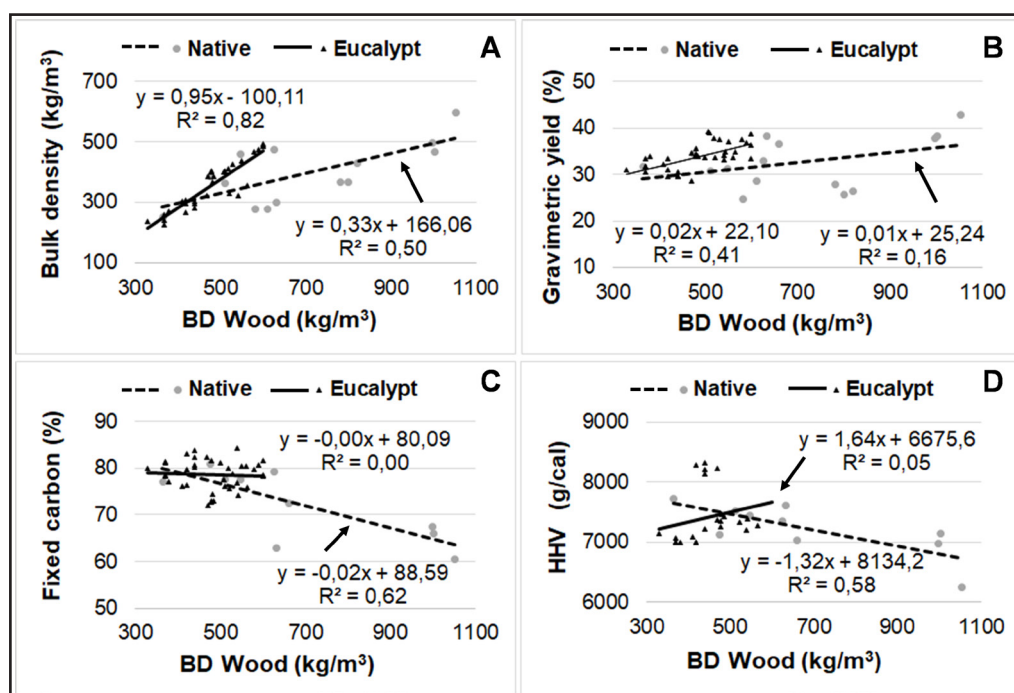 Native Eucalypt A
Bulk density (kg/m³)
700
500
300
100
y = 0,95x - 100,11
R² = 0,82
y = 0,33x + 166,06
R² = 0,50
300 500 700 900 1100
BD Wood (kg/m³)
Native Eucalypt B
Gravimetric yield (%)
50
40
30
20
10
y = 0,02x + 22,10
R² = 0,41
y = 0,01x + 25,24
R² = 0,16
300 500 700 900 1100
BD Wood (kg/m³)
Native Eucalypt C
Fixed carbon (%)
90
80
70
60
50
y = -0,00x + 80,09
R² = 0,00
y = -0,02x + 88,59
R² = 0,62
300 500 700 900 1100
BD Wood (kg/m³)
Native Eucalypt D
HHV (g/cal)
9000
8000
7000
6000
y = 1,64x + 6675,6
R² = 0,05
y = -1,32x + 8134,2
R² = 0,58
300 500 700 900 1100
BD Wood (kg/m³)